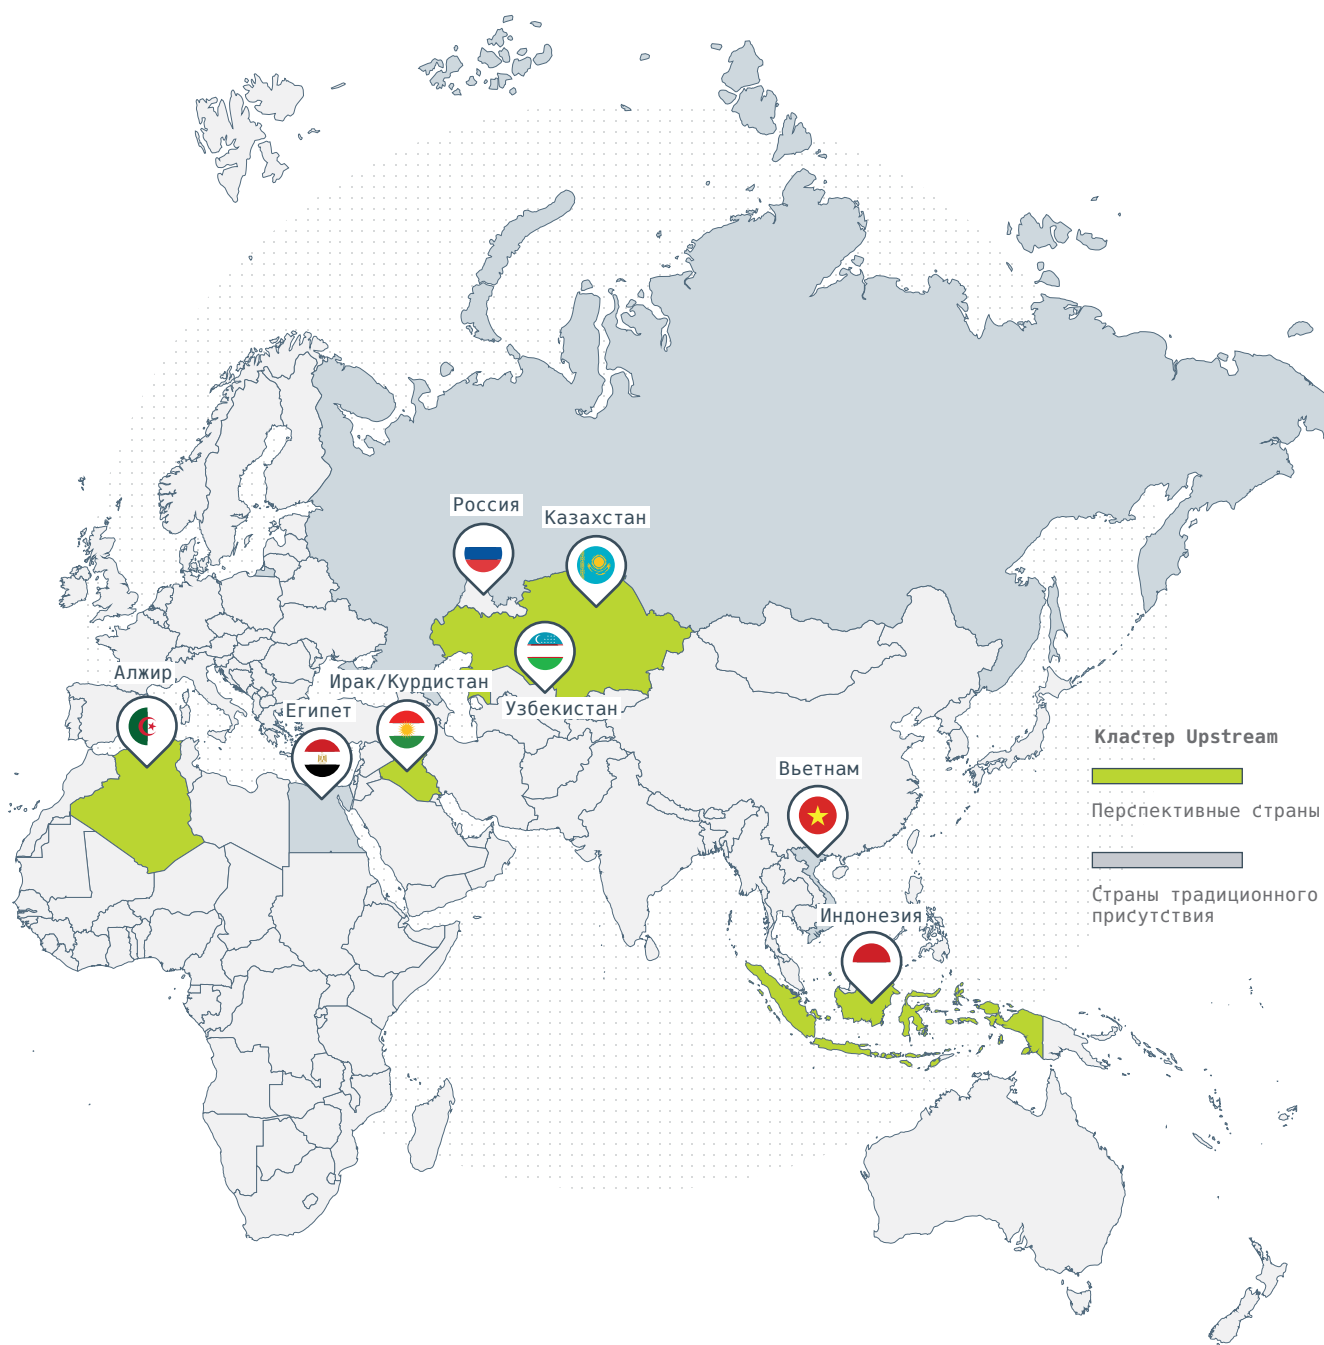 Россия
Казахстан
Алжир
Ирак/Курдистан
Египет
Узбекистан
Кластер Upstream
Вьетнам
Перспективные страны
Страны традиционного
присутствия
Индонезия